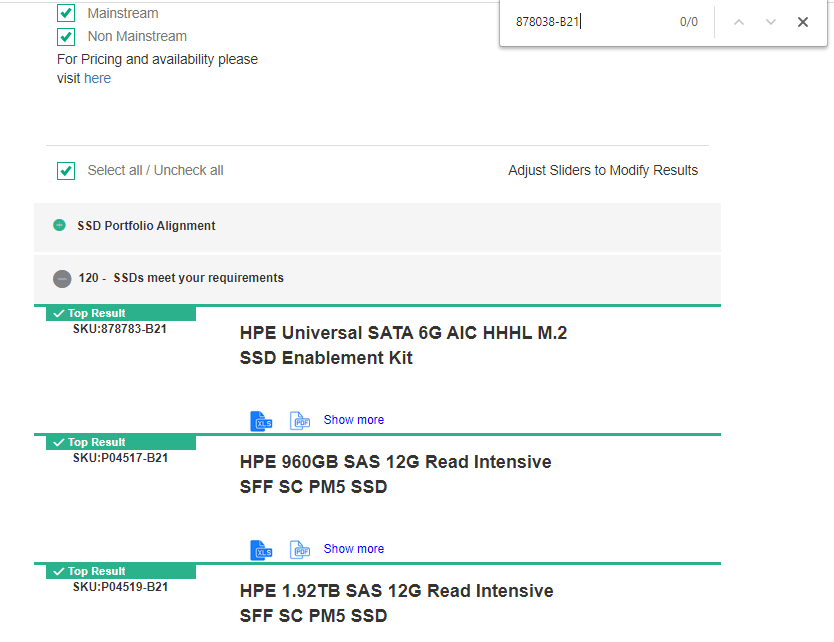 878038-B21
0/0
Mainstream
Non Mainstream
For Pricing and availability please
visit here
Select all / Uncheck all
Adjust Sliders to Modify Results
SSD Portfolio Alignment
120 - SSDs meet your requirements
Top Result
SKU:878783-B21
HPE Universal SATA 6G AIC HHHL M.2
SSD Enablement Kit
XLS
PDF
Show more
Top Result
SKU:P04517-B21
HPE 960GB SAS 12G Read Intensive
SFF SC PM5 SSD
XLS
PDF
Show more
Top Result
SKU:P04519-B21
HPE 1.92TB SAS 12G Read Intensive
SFF SC PM5 SSD